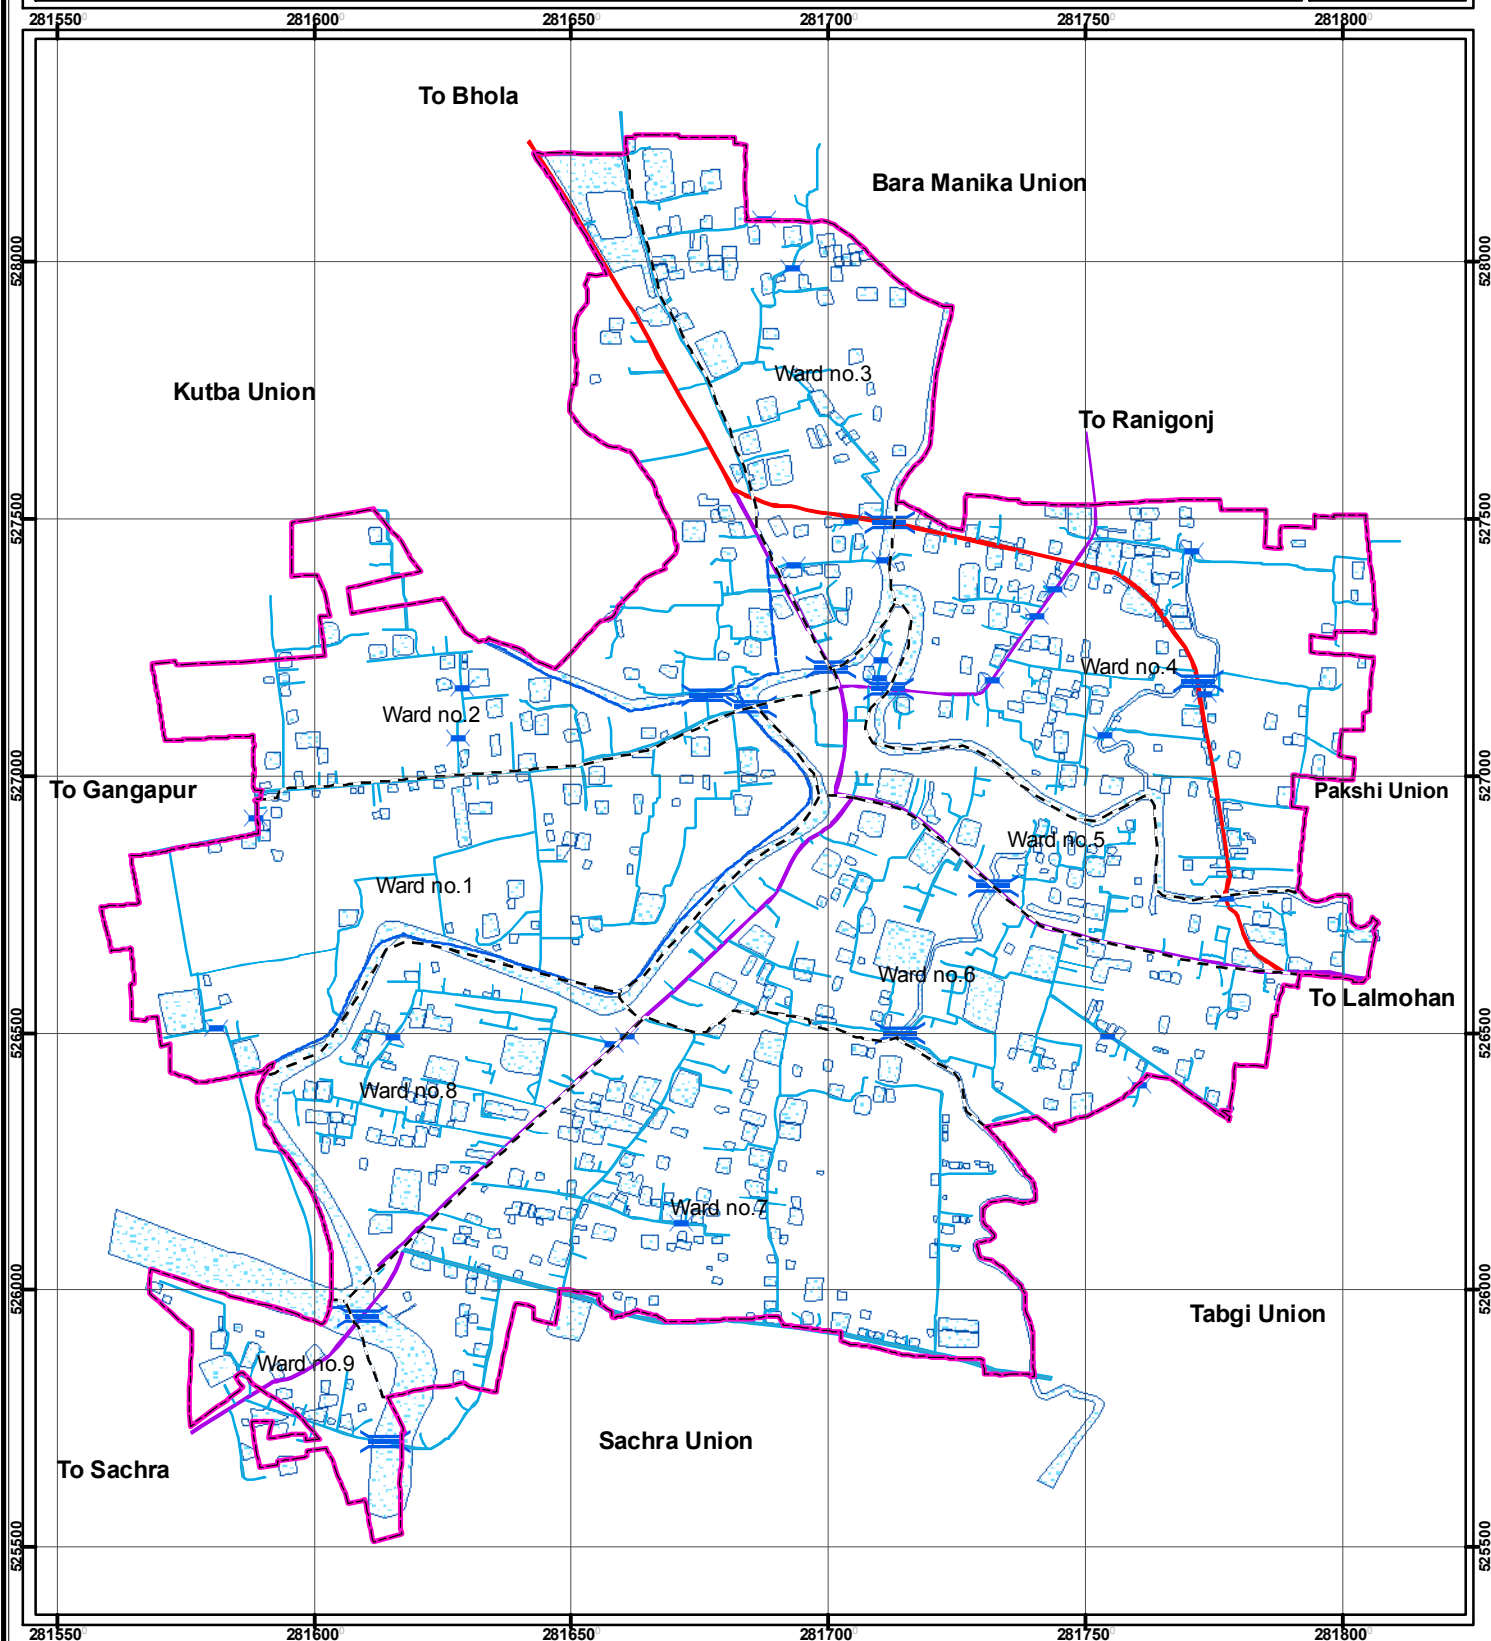 281550 281600 281650 281700 281750 281800
To Bhola
Bara Manika Union
528000 528000
Ward no.3
Kutba Union
To Ranigonj
527500 527500
Ward no.4
Ward no.2
527000 527000
To Gangapur
Pakshi Union
Ward no.5
Ward no.1
Ward no.6
To Lalmohan
526500 526500
Ward no.8
Ward no.7
526000 526000
Tabgi Union
Ward no.9
Sachra Union
To Sachra
525500 525500
281550 281600 281650 281700 281750 281800